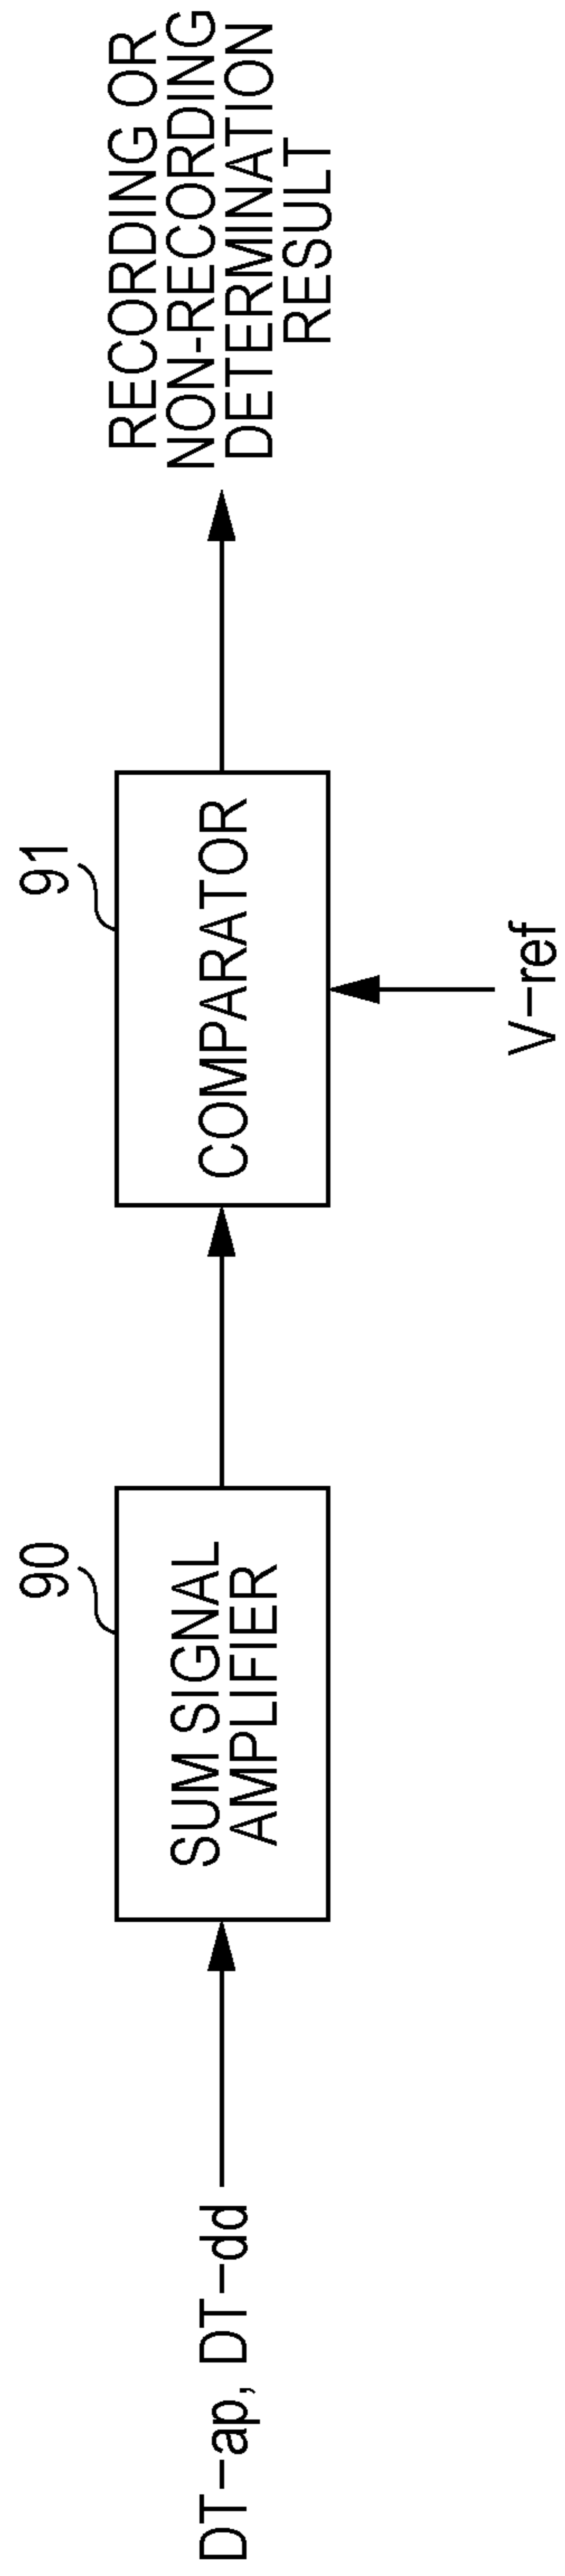 DT-ap, DT-dd
90
SUM SIGNAL
AMPLIFIER
91
COMPARATOR
V-ref
RECORDING OR
NON-RECORDING
DETERMINATION
RESULT